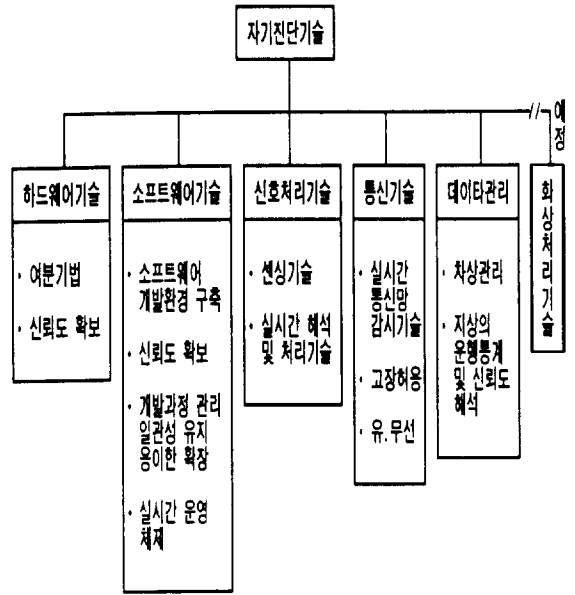 자기진단기술
예
정
하드웨어기술
· 여분기법
· 신뢰도 확보
소프트웨어기술
· 소프트웨어
개발환경 구축
· 신뢰도 확보
· 개발과정 관리
일관성 유지
용이한 확장
· 실시간 운영
체제
신호처리기술
· 센싱기술
· 실시간 해석
및 처리기술
통신기술
· 실시간
통신망
감시기술
· 고장허용
· 유.무선
데이타관리
· 차상관리
· 지상의
운행통계
및 신뢰도
해석
화상처리기술